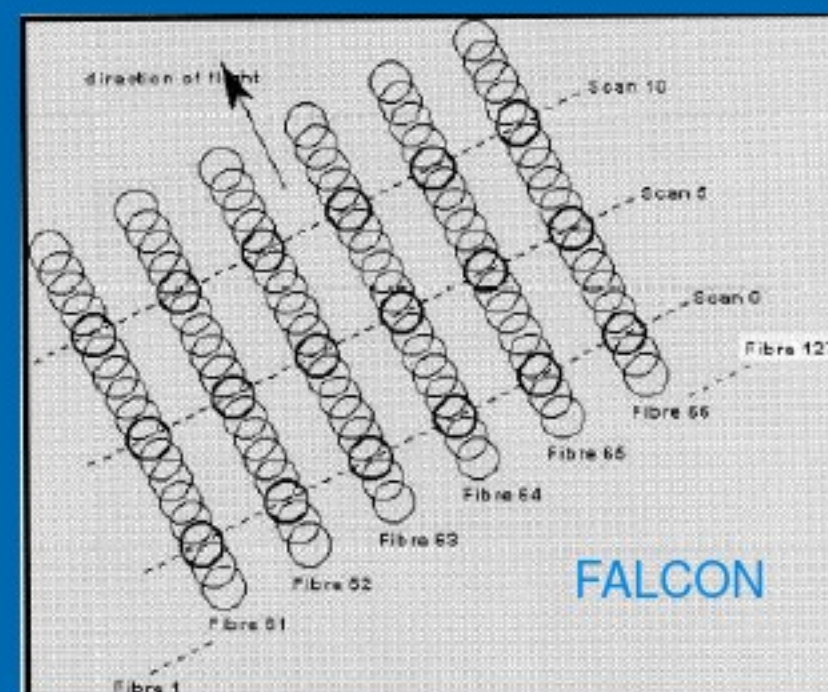 direction of flight
Scan 10
Scan 5
Scan 0
Fibre 127
Fibre 66
Fibre 65
Fibre 64
Fibre 63
Fibre 62
Fibre 61
Fibre 1
FALCON